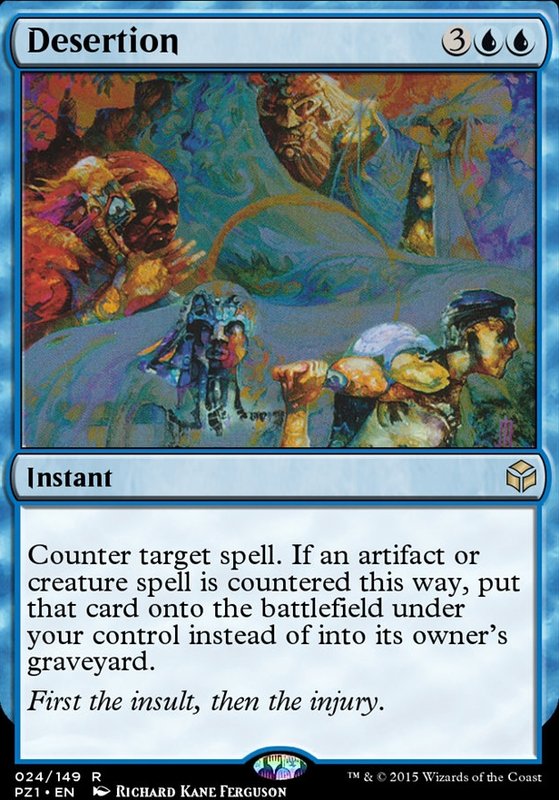 Desertion 3
Instant
Counter target spell. If an artifact or
creature spell is countered this way, put
that card onto the battlefield under
your control instead of into its owner's
graveyard.
First the insult, then the injury.
024/149 R
PZ1 • EN Richard Kane Ferguson
™ & © 2015 Wizards of the Coast